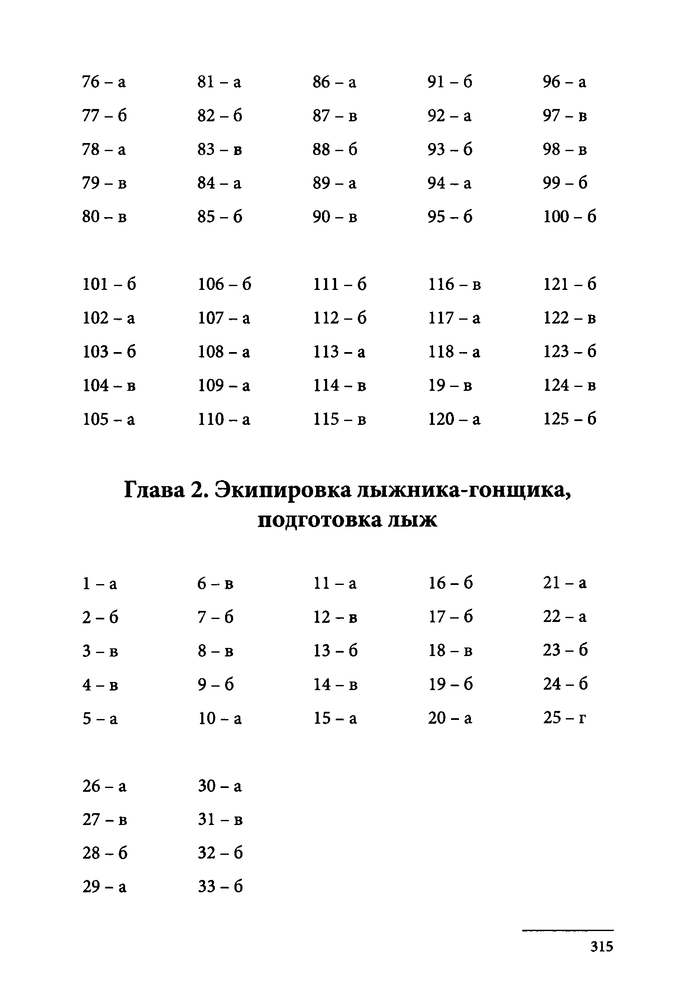 76 – а 81 – а 86 – а 91 – б 96 – а
77 – б 82 – б 87 – в 92 – а 97 – в
78 – а 83 – в 88 – б 93 – б 98 – в
79 – в 84 – а 89 – а 94 – а 99 – б
80 – в 85 – б 90 – в 95 – б 100 – б
101 – б 106 – б 111 – б 116 – в 121 – б
102 – а 107 – а 112 – б 117 – а 122 – в
103 – б 108 – а 113 – а 118 – а 123 – б
104 – в 109 – а 114 – в 19 – в 124 – в
105 – а 110 – а 115 – в 120 – а 125 – б
Глава 2. Экипировка лыжника-гонщика,
подготовка лыж
1 – а 6 – в 11 – а 16 – б 21 – а
2 – б 7 – б 12 – в 17 – б 22 – а
3 – в 8 – в 13 – б 18 – в 23 – б
4 – в 9 – б 14 – в 19 – б 24 – б
5 – а 10 – а 15 – а 20 – а 25 – г
26 – а 30 – а
27 – в 31 – в
28 – б 32 – б
29 – а 33 – б
315